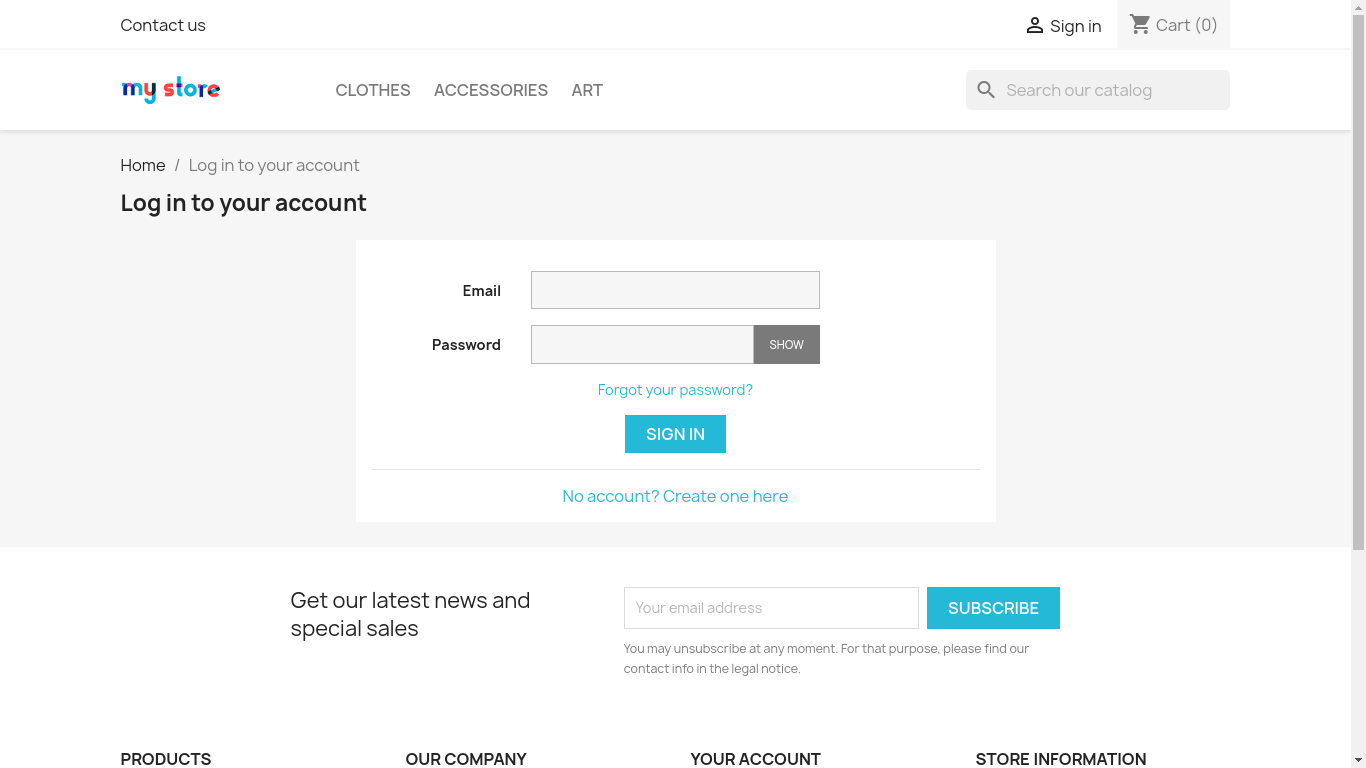 Contact us
Sign in
Cart (0)
my store
CLOTHES
ACCESSORIES
ART
Search our catalog
Home / Log in to your account
Log in to your account
Email
Password
SHOW
Forgot your password?
SIGN IN
No account? Create one here
Get our latest news and
special sales
Your email address
SUBSCRIBE
You may unsubscribe at any moment. For that purpose, please find our
contact info in the legal notice.
PRODUCTS
OUR COMPANY
YOUR ACCOUNT
STORE INFORMATION